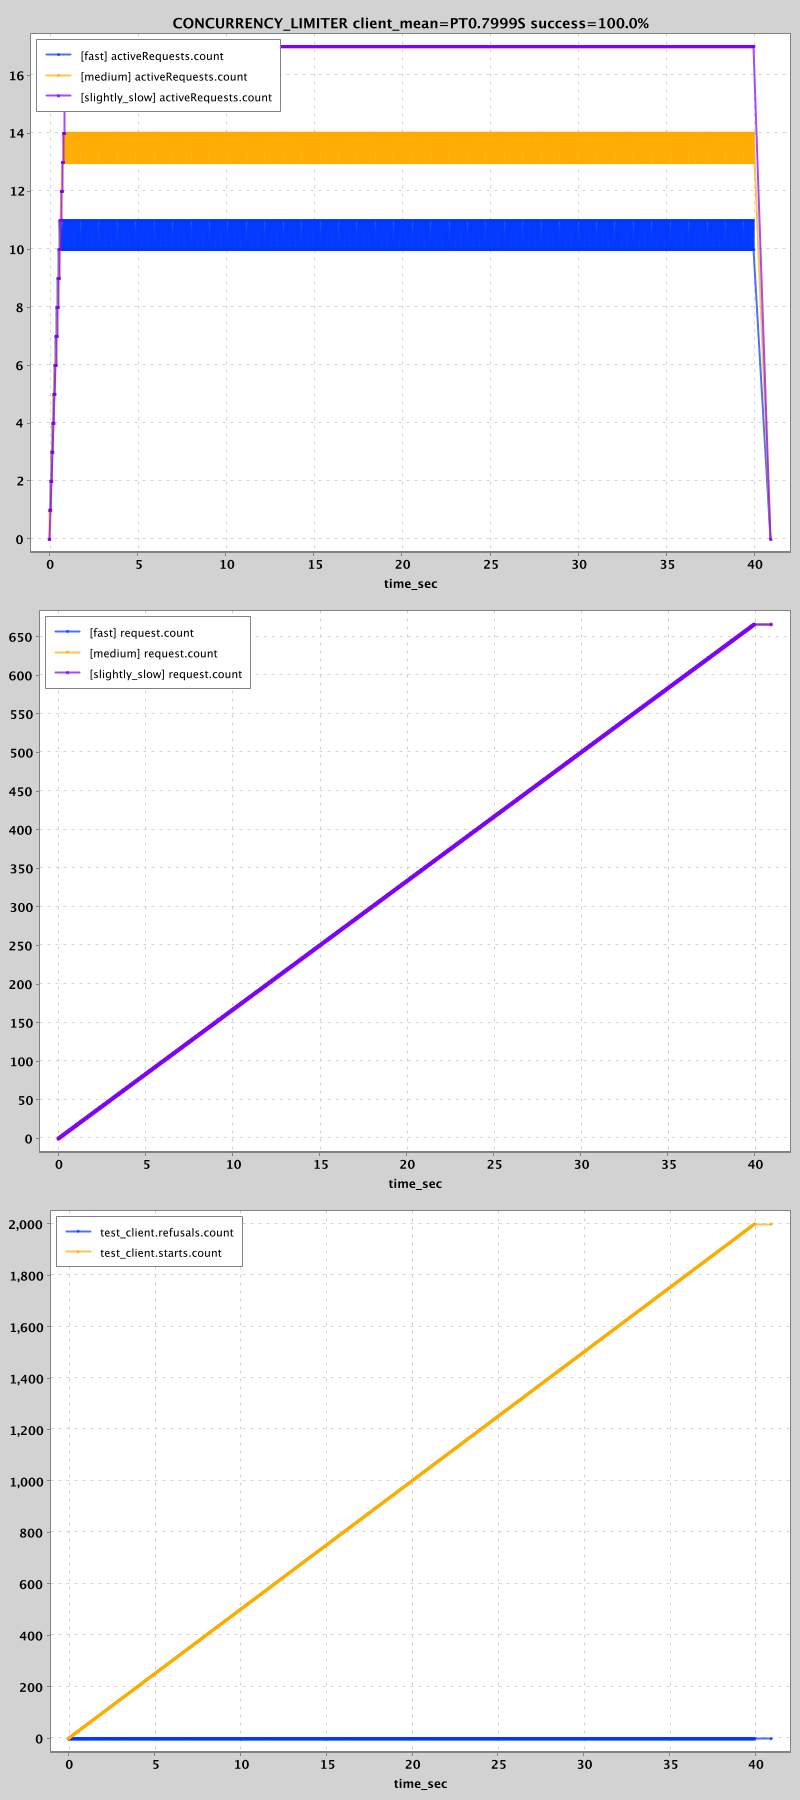 CONCURRENCY_LIMITER client_mean=PT0.7999S success=100.0%
[fast] activeRequests.count
[medium] activeRequests.count
[slightly_slow] activeRequests.count
16
14
12
10
8
6
4
2
0
0 5 10 15 20 25 30 35 40
time_sec
[fast] request.count
[medium] request.count
[slightly_slow] request.count
650
600
550
500
450
400
350
300
250
200
150
100
50
0
0 5 10 15 20 25 30 35 40
time_sec
test_client.refusals.count
test_client.starts.count
2,000
1,800
1,600
1,400
1,200
1,000
800
600
400
200
0
0 5 10 15 20 25 30 35 40
time_sec